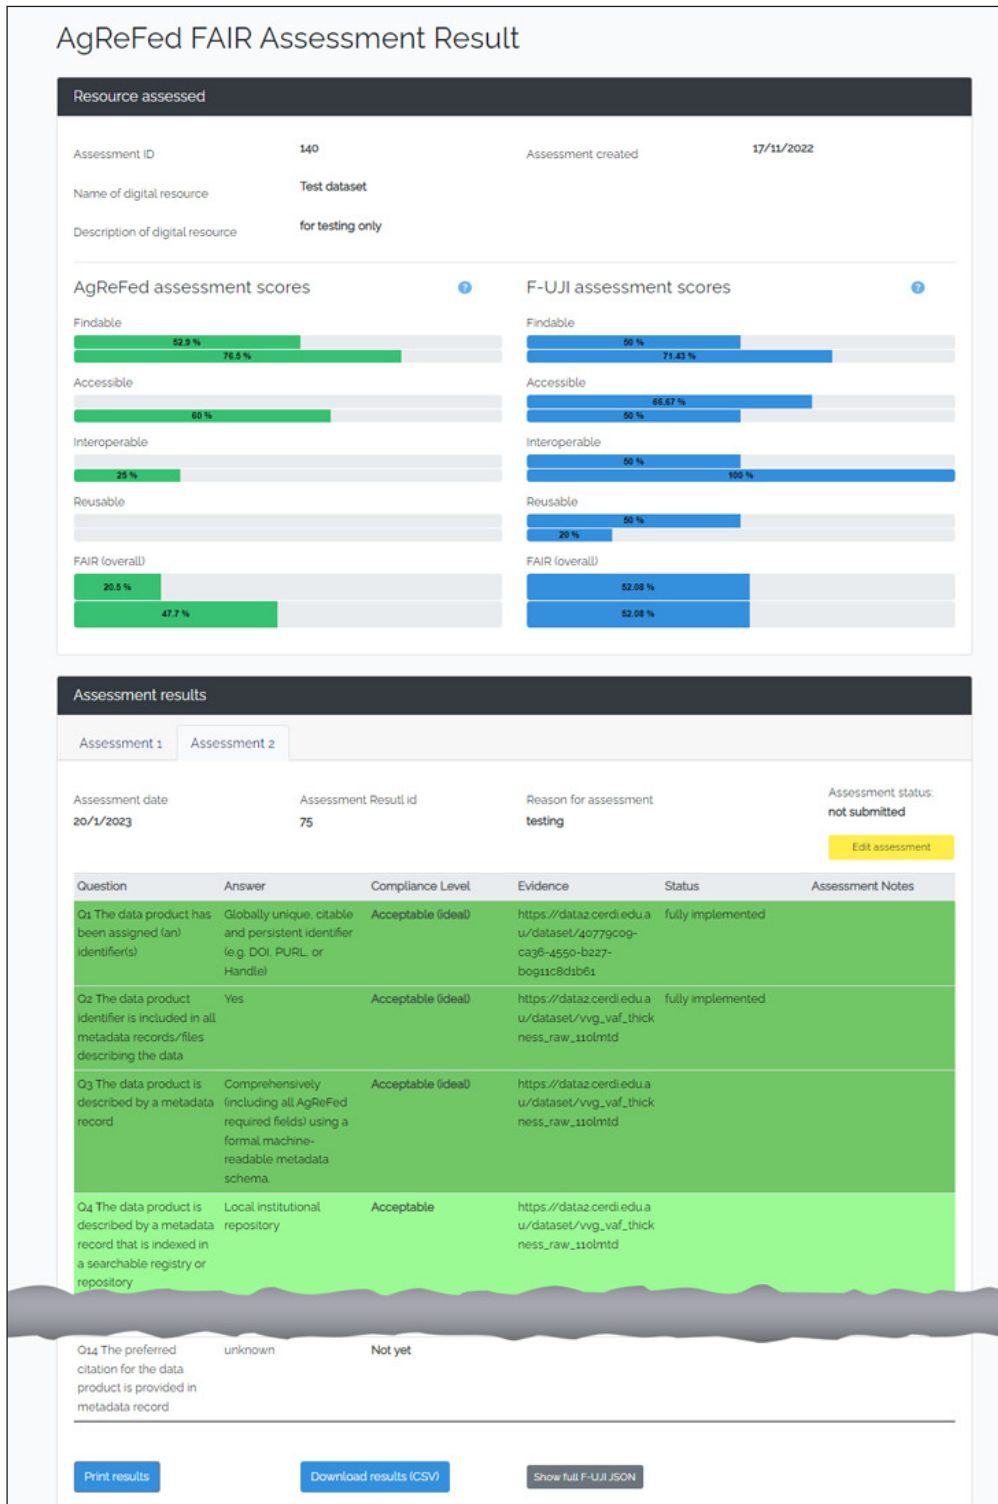 AgReFed FAIR Assessment Result
Resource assessed
Assessment ID 140 Assessment created 17/11/2022
Name of digital resource Test dataset
Description of digital resource for testing only
AgReFed assessment scores ? F-UJI assessment scores ?
Findable Findable
52.9 % 50 %
76.5 % 71.43 %
Accessible Accessible
66.67 %
60 % 50 %
Interoperable Interoperable
50 %
25 % 100 %
Reusable Reusable
50 %
20 %
FAIR (overall) FAIR (overall)
20.5 % 52.08 %
47.7 % 52.08 %
Assessment results
Assessment 1 Assessment 2
Assessment date Assessment Resutl id Reason for assessment Assessment status:
20/1/2023 75 testing not submitted
Edit assessment
Question Answer Compliance Level Evidence Status Assessment Notes
Q1 The data product has Globally unique, citable Acceptable (ideal) https://data2.cerdi.edu.a fully implemented
been assigned (an) and persistent identifier u/dataset/40779c09-
identifier(s) (e.g. DOI, PURL, or ca36-4550-b227-
Handle) b0911c8d1b61
Q2 The data product Yes Acceptable (ideal) https://data2.cerdi.edu.a fully implemented
identifier is included in all u/dataset/vvg_vaf_thick
metadata records/files ness_raw_110lmtd
describing the data
Q3 The data product is Comprehensively Acceptable (ideal) https://data2.cerdi.edu.a
described by a metadata (including all AgReFed u/dataset/vvg_vaf_thick
record required fields) using a ness_raw_110lmtd
formal machine-
readable metadata
schema.
Q4 The data product is Local institutional Acceptable https://data2.cerdi.edu.a
described by a metadata repository u/dataset/vvg_vaf_thick
record that is indexed in ness_raw_110lmtd
a searchable registry or
repository
Q14 The preferred unknown Not yet
citation for the data
product is provided in
metadata record
Print results Download results (CSV) Show full F-UJI JSON